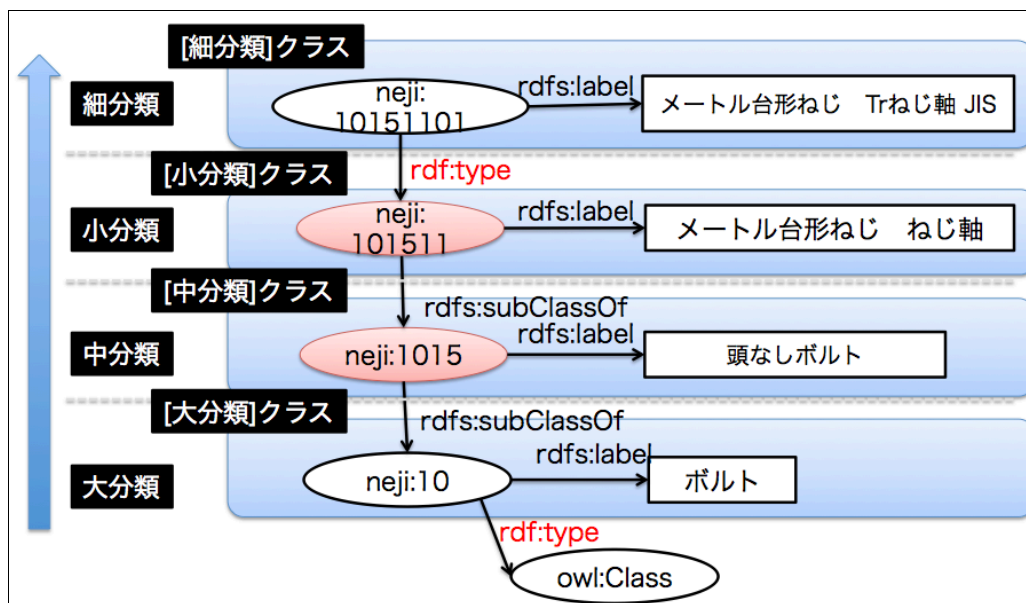 [細分類]クラス
細分類
neji:
10151101
rdfs:label
メートル台形ねじ　Trねじ軸 JIS
rdf:type
[小分類]クラス
小分類
neji:
101511
rdfs:label
メートル台形ねじ　ねじ軸
[中分類]クラス
rdfs:subClassOf
中分類
neji:1015
rdfs:label
頭なしボルト
[大分類]クラス
rdfs:subClassOf
大分類
neji:10
rdfs:label
ボルト
rdf:type
owl:Class